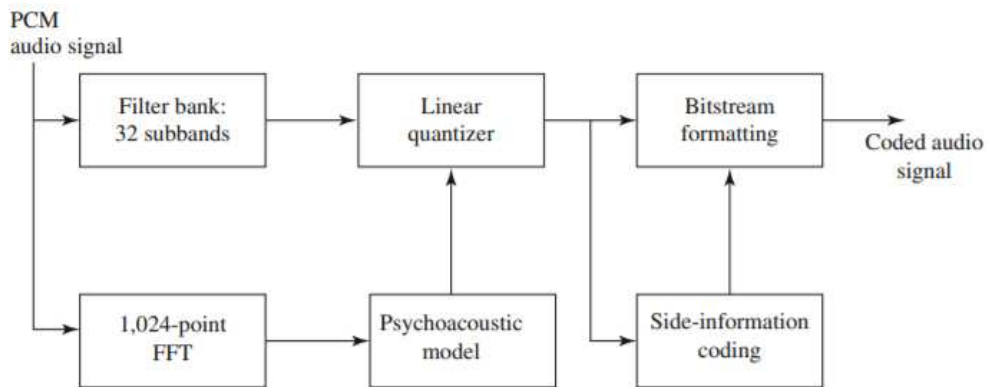 PCM
audio signal
Filter bank:
32 subbands
Linear
quantizer
Bitstream
formatting
Coded audio
signal
1,024-point
FFT
Psychoacoustic
model
Side-information
coding